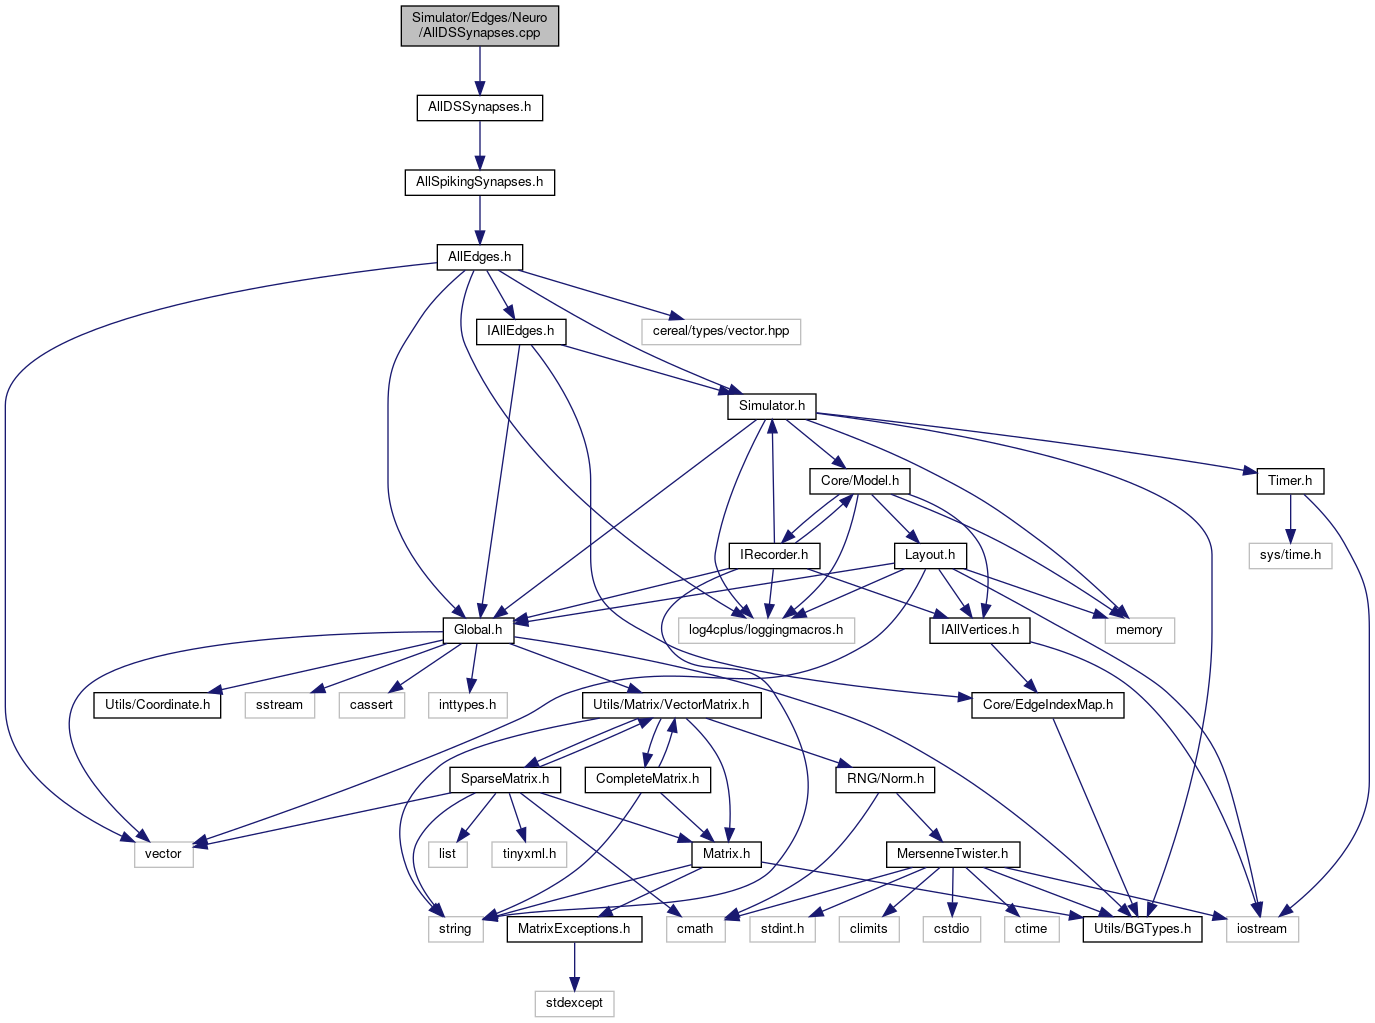 Simulator/Edges/Neuro
/AllDSSynapses.cpp
AllDSSynapses.h
AllSpikingSynapses.h
AllEdges.h
IAllEdges.h
cereal/types/vector.hpp
Simulator.h
Core/Model.h
Timer.h
IRecorder.h
Layout.h
sys/time.h
Global.h
log4cplus/loggingmacros.h
IAllVertices.h
memory
Utils/Coordinate.h
sstream
cassert
inttypes.h
Utils/Matrix/VectorMatrix.h
Core/EdgeIndexMap.h
SparseMatrix.h
CompleteMatrix.h
RNG/Norm.h
vector
list
tinyxml.h
Matrix.h
MersenneTwister.h
string
MatrixExceptions.h
cmath
stdint.h
climits
cstdio
ctime
Utils/BGTypes.h
iostream
stdexcept